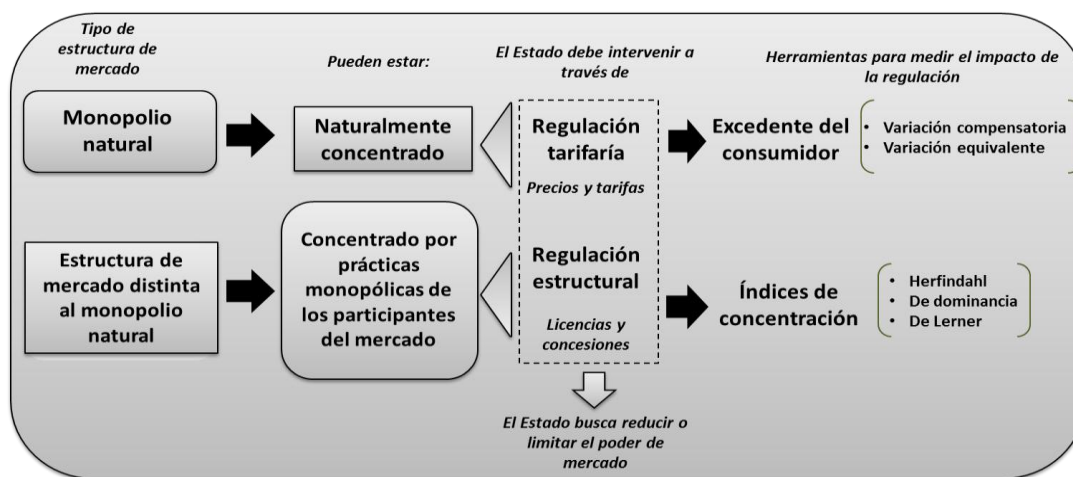 Tipo de
estructura de
mercado
Pueden estar:
El Estado debe intervenir a
través de
Herramientas para medir el impacto de
la regulación
Monopolio
natural
Naturalmente
concentrado
Regulación
tarifaría
Precios y tarifas
Excedente del
consumidor
• Variación compensatoria
• Variación equivalente
Estructura de
mercado distinta
al monopolio
natural
Concentrado por
prácticas
monopólicas de
los participantes
del mercado
Regulación
estructural
Licencias y
concesiones
Índices de
concentración
• Herfindahl
• De dominancia
• De Lerner
El Estado busca reducir o
limitar el poder de
mercado